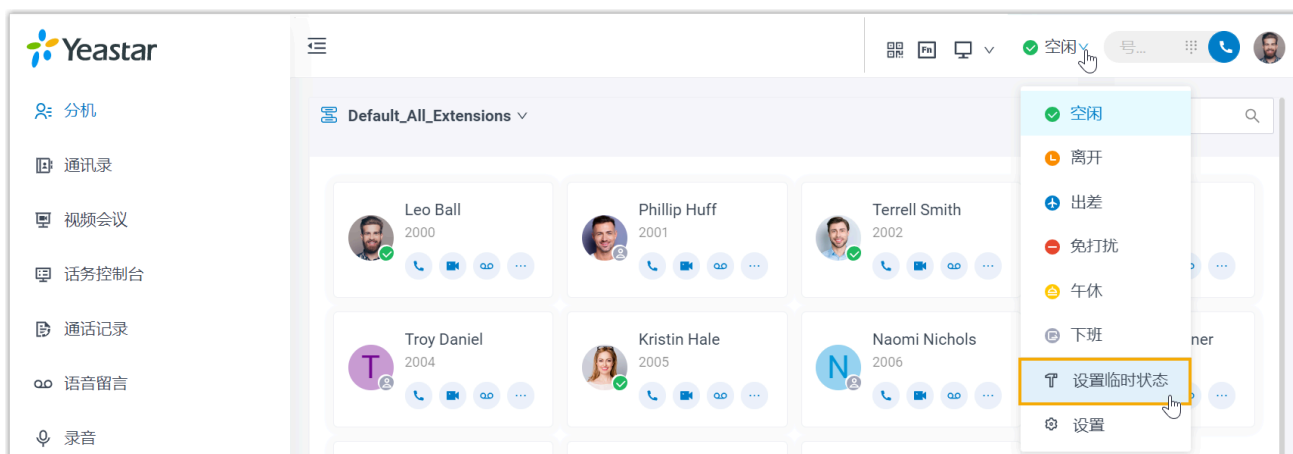 Yeastar
Fn
空闲
号...
分机
通讯录
视频会议
话务控制台
通话记录
语音留言
录音
Default_All_Extensions
Leo Ball
2000
Phillip Huff
2001
Terrell Smith
2002
Troy Daniel
T
2004
Kristin Hale
2005
Naomi Nichols
N
2006
ner
空闲
离开
出差
免打扰
午休
下班
设置临时状态
设置